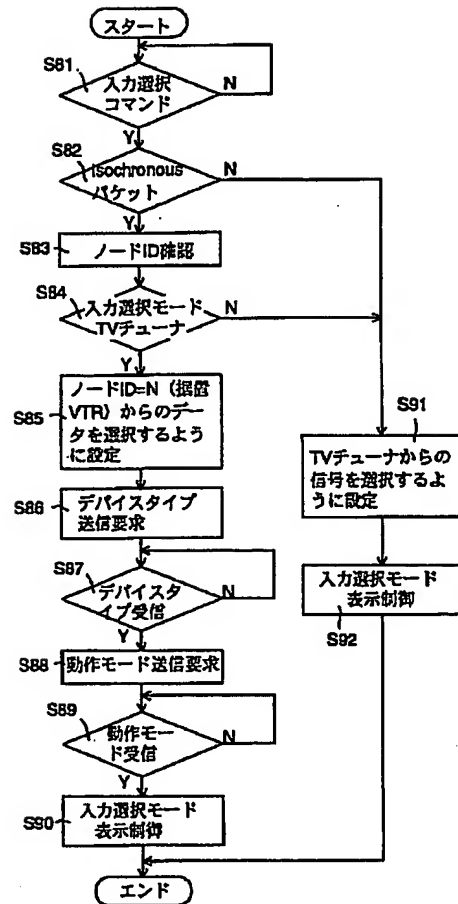 スタート
S81
入力選択
コマンド
N
Y
S82
Isochronous
パケット
N
Y
S83
ノードID確認
S84
入力選択モード
TVチューナ
N
Y
S85
ノードID=N（据置
VTR）からのデー
タを選択するよう
に設定
S91
TVチューナからの
信号を選択するよ
うに設定
S86
デバイスタイプ
送信要求
S87
デバイスタ
イプ受信
N
Y
入力選択モード
表示制御
S92
S88
動作モード送信要求
S89
動作モー
ド受信
N
Y
S90
入力選択モード
表示制御
エンド